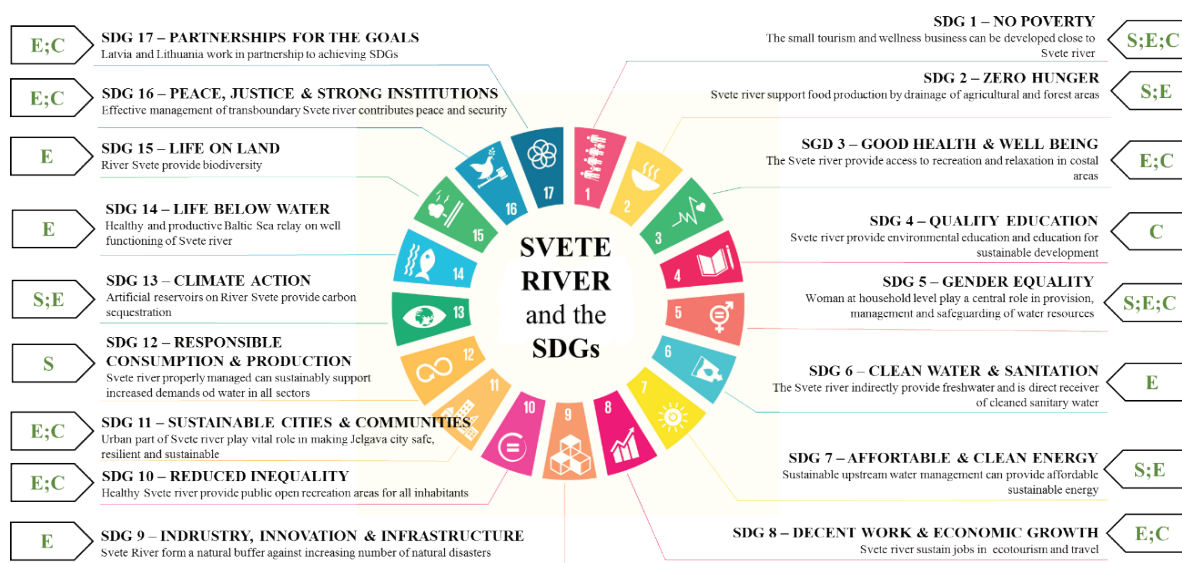 E;C
SDG 17 – PARTNERSHIPS FOR THE GOALS
Latvia and Lithuania work in partnership to achieving SDGs
E;C
SDG 16 – PEACE, JUSTICE & STRONG INSTITUTIONS
Effective management of transboundary Svete river contributes peace and security
E
SDG 15 – LIFE ON LAND
River Svete provide biodiversity
E
SDG 14 – LIFE BELOW WATER
Healthy and productive Baltic Sea relay on well
functioning of Svete river
S;E
SDG 13 – CLIMATE ACTION
Artificial reservoirs on River Svete provide carbon
sequestration
S
SDG 12 – RESPONSIBLE
CONSUMPTION & PRODUCTION
Svete river properly managed can sustainably support
increased demands od water in all sectors
E;C
SDG 11 – SUSTAINABLE CITIES & COMMUNITIES
Urban part of Svete river play vital role in making Jelgava city safe,
resilient and sustainable
E;C
SDG 10 – REDUCED INEQUALITY
Healthy Svete river provide public open recreation areas for all inhabitants
E
SDG 9 – INDRUSTRY, INNOVATION & INFRASTRUCTURE
Svete River form a natural buffer against increasing number of natural disasters
SVETE
RIVER
and the
SDGs
1
2
3
4
5
6
7
8
9
10
11
12
13
14
15
16
17
SDG 1 – NO POVERTY
The small tourism and wellness business can be developed close to
Svete river
S;E;C
SDG 2 – ZERO HUNGER
Svete river support food production by drainage of agricultural and forest areas
S;E
SGD 3 – GOOD HEALTH & WELL BEING
The Svete river provide access to recreation and relaxation in costal
areas
E;C
SDG 4 – QUALITY EDUCATION
Svete river provide environmental education and education for
sustainable development
C
SDG 5 – GENDER EQUALITY
Woman at household level play a central role in provision,
management and safeguarding of water resources
S;E;C
SDG 6 – CLEAN WATER & SANITATION
The Svete river indirectly provide freshwater and is direct receiver
of cleaned sanitary water
E
SDG 7 – AFFORTABLE & CLEAN ENERGY
Sustainable upstream water management can provide affordable
sustainable energy
S;E
SDG 8 – DECENT WORK & ECONOMIC GROWTH
Svete river sustain jobs in ecotourism and travel
E;C